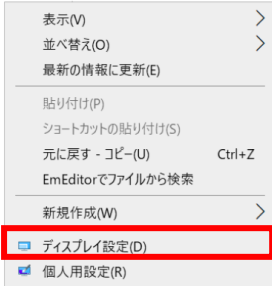 表示(V)
並べ替え(O)
最新の情報に更新(E)
貼り付け(P)
ショートカットの貼り付け(S)
元に戻す - コピー(U) Ctrl+Z
EmEditorでファイルから検索
新規作成(W)
ディスプレイ設定(D)
個人用設定(R)